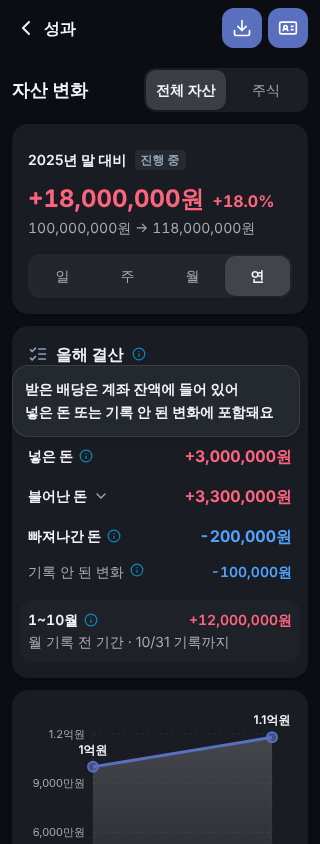 성과
자산 변화
전체 자산
주식
2025년 말 대비 진행 중
+18,000,000원 +18.0%
100,000,000원 → 118,000,000원
일 주 월 연
올해 결산
받은 배당은 계좌 잔액에 들어 있어
넣은 돈 또는 기록 안 된 변화에 포함돼요
넣은 돈 +3,000,000원
불어난 돈 +3,300,000원
빠져나간 돈 -200,000원
기록 안 된 변화 -100,000원
1~10월 +12,000,000원
월 기록 전 기간 · 10/31 기록까지
1.1억원
1.2억원
1억원
9,000만원
6,000만원